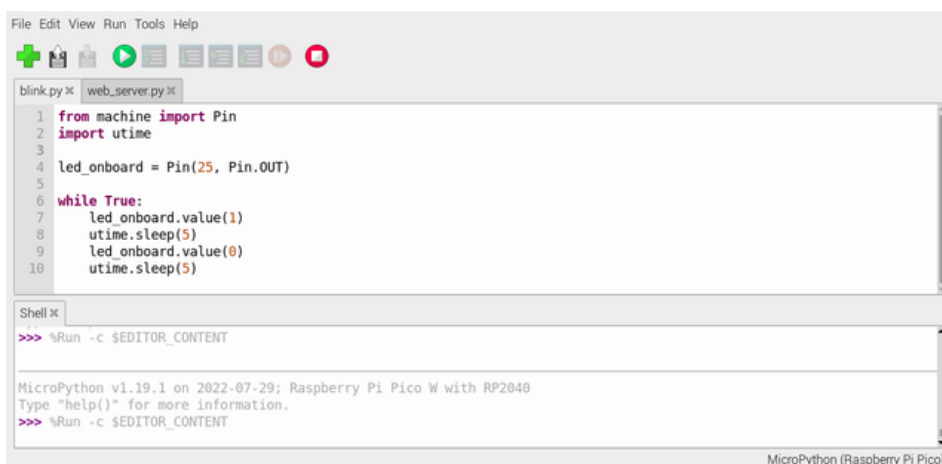 File Edit View Run Tools Help
blink.py × web_server.py ×
1 from machine import Pin
2 import utime
3
4 led_onboard = Pin(25, Pin.OUT)
5
6 while True:
7     led_onboard.value(1)
8     utime.sleep(5)
9     led_onboard.value(0)
10     utime.sleep(5)
Shell ×
>>> %Run -c $EDITOR_CONTENT
MicroPython v1.19.1 on 2022-07-29; Raspberry Pi Pico W with RP2040
Type "help()" for more information.
>>> %Run -c $EDITOR_CONTENT
MicroPython (Raspberry Pi Pico